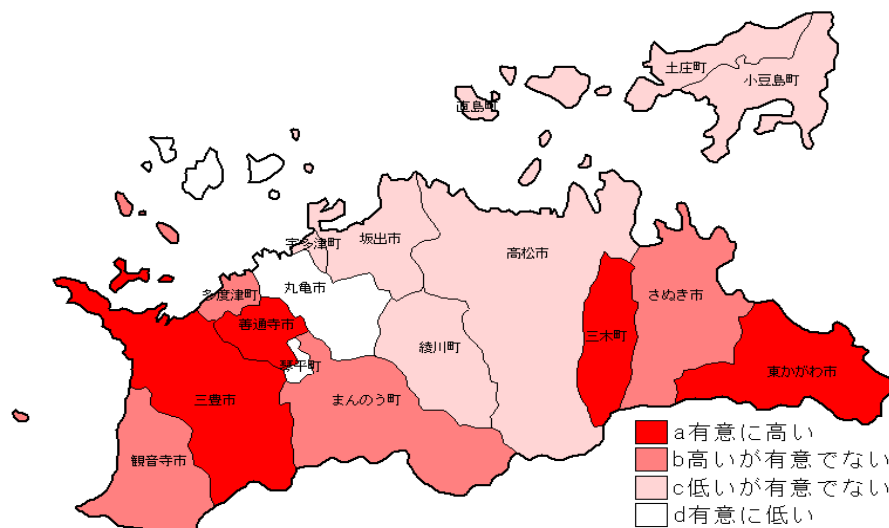 土庄町
小豆島町
直島町
宇多津町
坂出市
高松市
丸亀市
多度津町
さぬき市
善通寺市
三木町
綾川町
琴平町
東かがわ市
三豊市
まんのう町
観音寺市
a有意に高い
b高いが有意でない
c低いが有意でない
d有意に低い